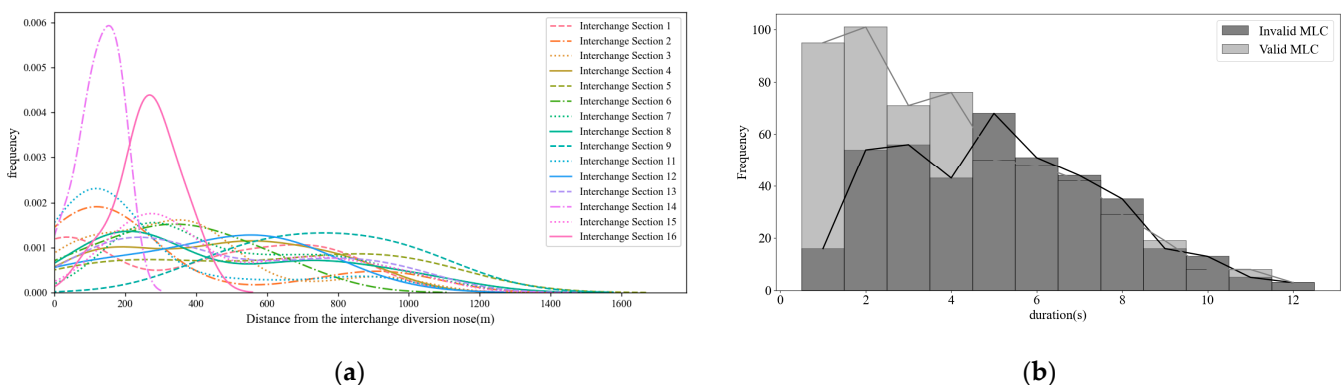 0.006
0.005
0.004
0.003
0.002
0.001
0.000
frequency
0
200
400
600
800
1000
1200
1400
1600
Distance from the interchange diversion nose(m)
Interchange Section 1
Interchange Section 2
Interchange Section 3
Interchange Section 4
Interchange Section 5
Interchange Section 6
Interchange Section 7
Interchange Section 8
Interchange Section 9
Interchange Section 11
Interchange Section 12
Interchange Section 13
Interchange Section 14
Interchange Section 15
Interchange Section 16
(a)
100
80
60
40
20
0
Frequency
0
2
4
6
8
10
12
duration(s)
Invalid MLC
Valid MLC
(b)